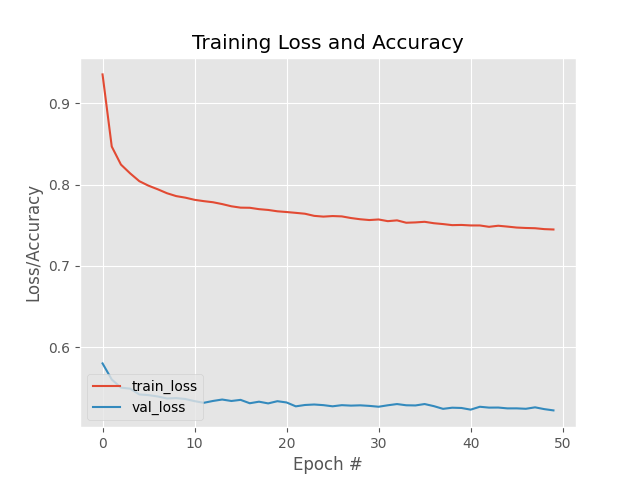 Training Loss and Accuracy
Loss/Accuracy
0.9
0.8
0.7
0.6
train_loss
val_loss
0 10 20 30 40 50
Epoch #